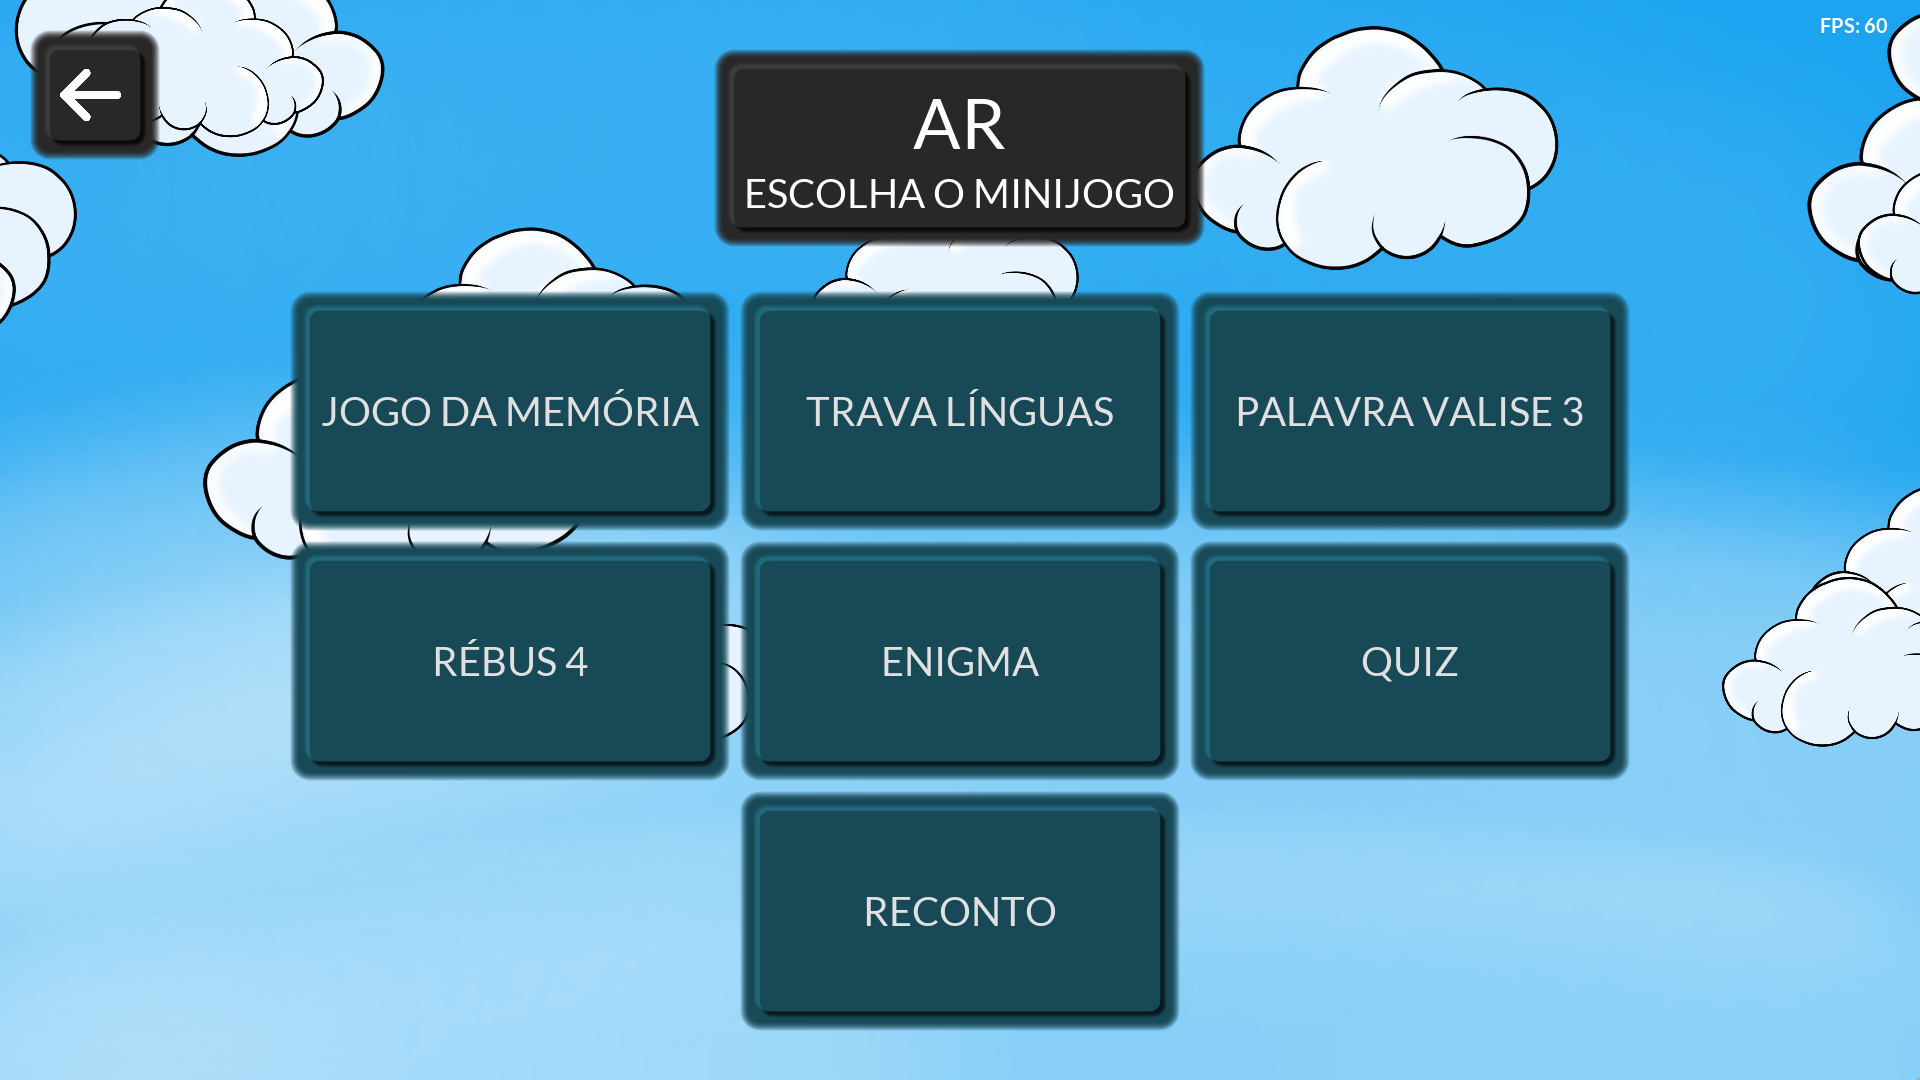 FPS: 60
AR
ESCOLHA O MINIJOGO
JOGO DA MEMÓRIA
TRAVA LÍNGUAS
PALAVRA VALISE 3
RÉBUS 4
ENIGMA
QUIZ
RECONTO